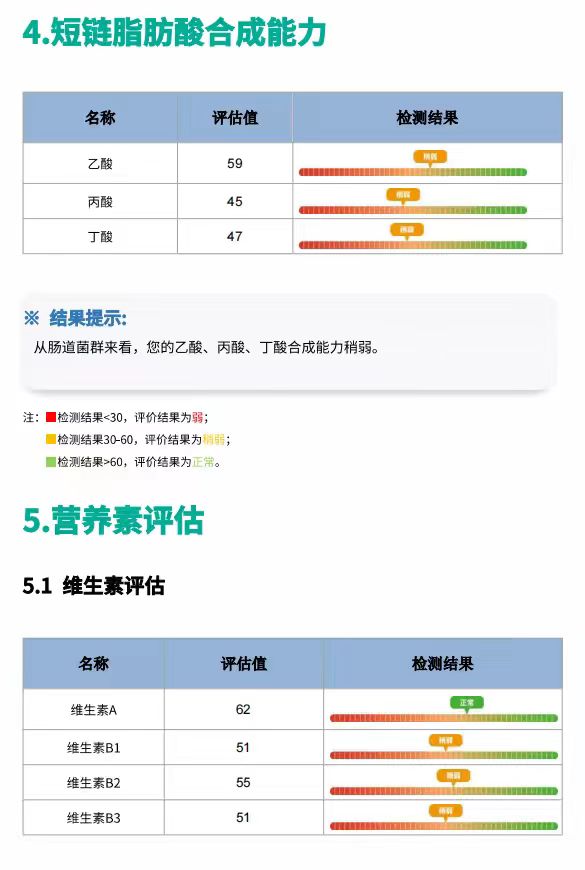 4.短链脂肪酸合成能力
名称 评估值 检测结果
乙酸 59 稍弱
丙酸 45 稍弱
丁酸 47 稍弱
※ 结果提示:
从肠道菌群来看，您的乙酸、丙酸、丁酸合成能力稍弱。
注：检测结果<30，评价结果为弱；
检测结果30-60，评价结果为稍弱；
检测结果>60，评价结果为正常。
5.营养素评估
5.1 维生素评估
名称 评估值 检测结果
维生素A 62 正常
维生素B1 51 稍弱
维生素B2 55 稍弱
维生素B3 51 稍弱